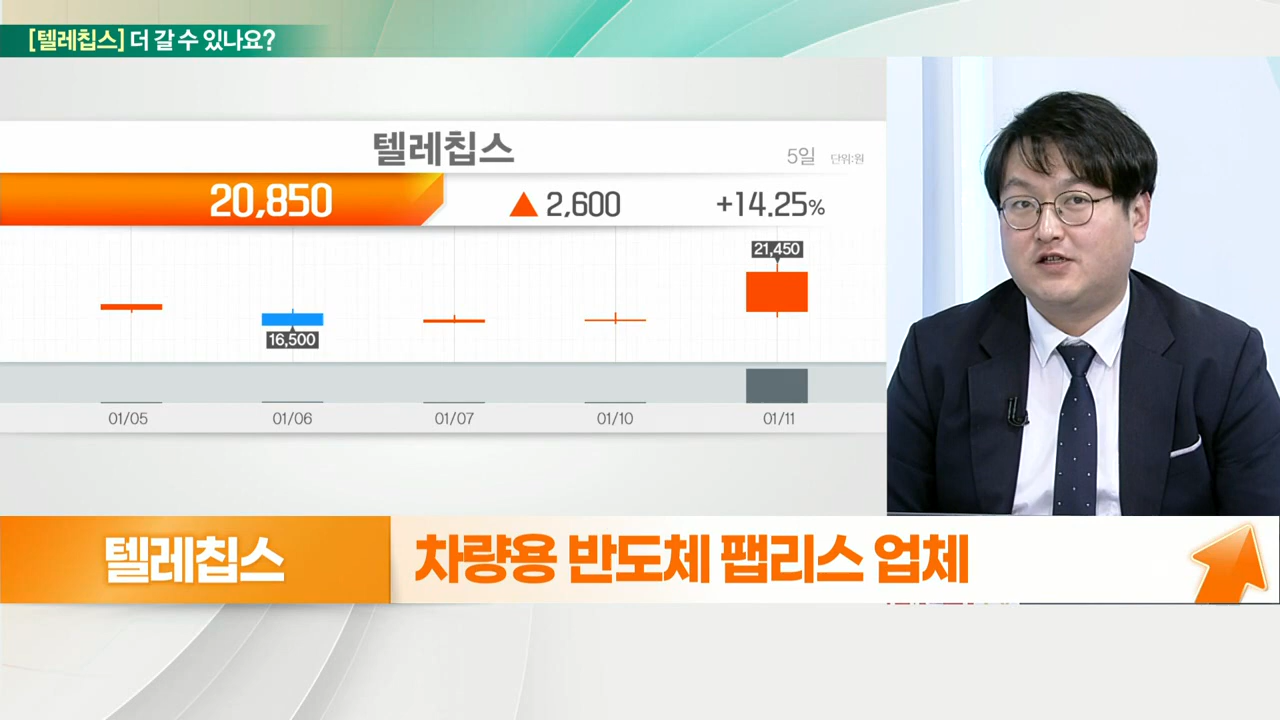 [텔레칩스] 더 갈 수 있나요?
텔레칩스
5일 단위:원
20,850 ▲ 2,600 +14.25%
21,450
16,500
01/05 01/06 01/07 01/10 01/11
텔레칩스 차량용 반도체 팹리스 업체